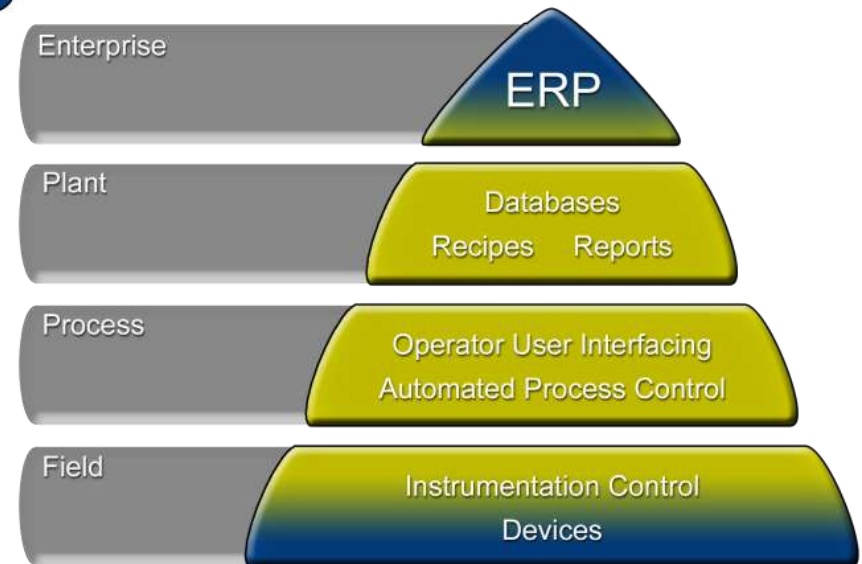 Enterprise
ERP
Plant
Databases
Recipes Reports
Process
Operator User Interfacing
Automated Process Control
Field
Instrumentation Control
Devices